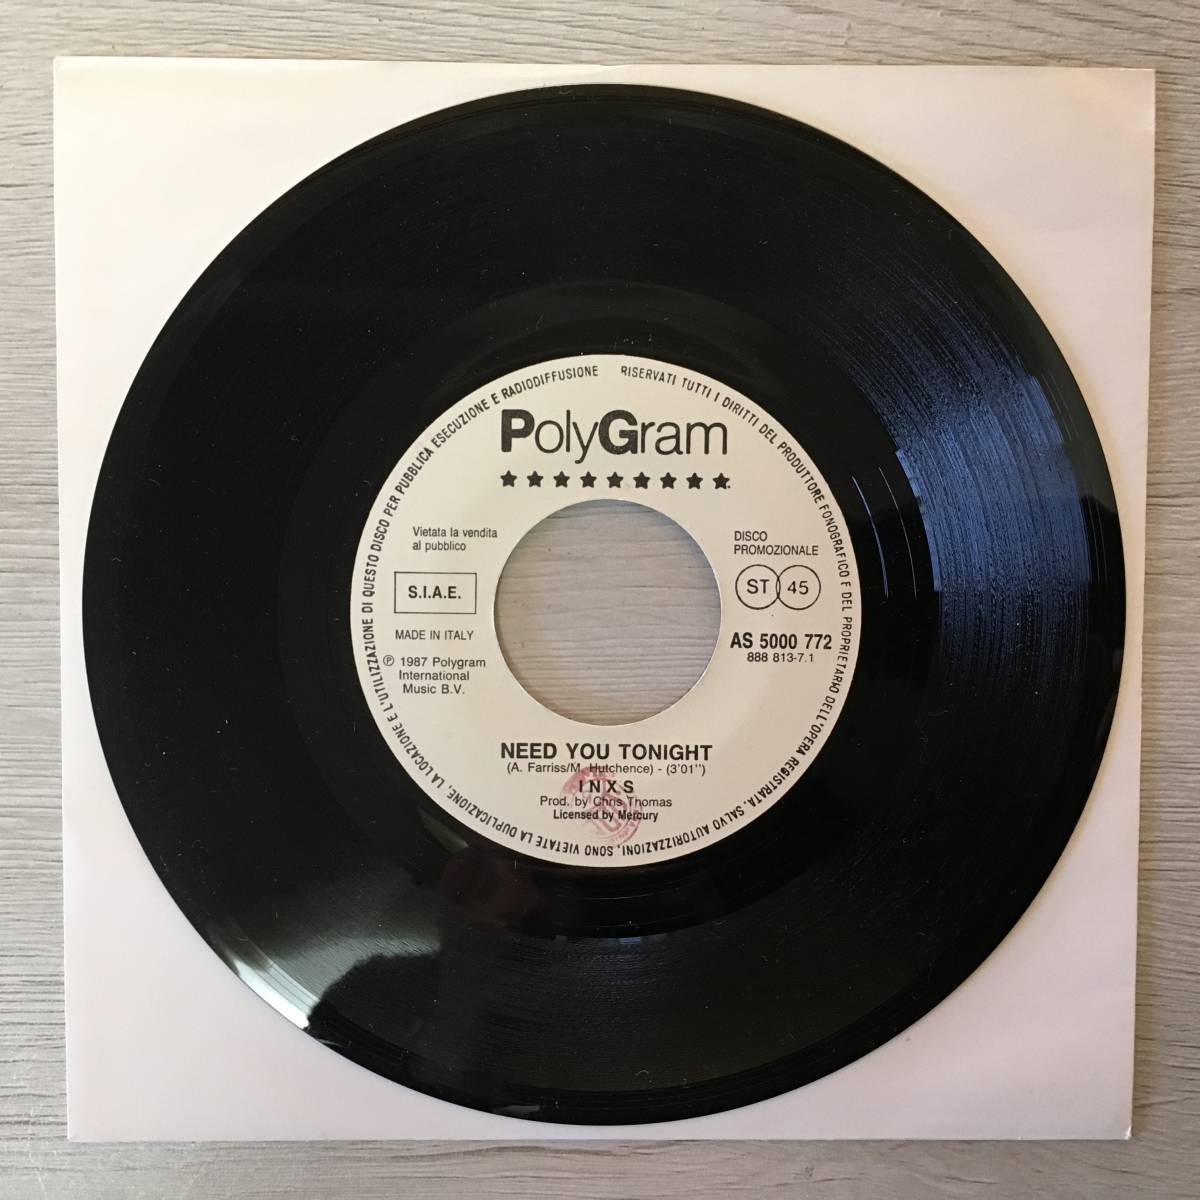 RISERVATI TUTTI I DIRITTI DEL PRODUTTORE FONOGRAFICO E DEL PROPRIETARIO DELL'OPERA REGISTRATA. SALVO AUTORIZZAZIONI, SONO VIETATE LA DUPLICAZIONE, LA LOCAZIONE E L'UTILIZZAZIONE DI QUESTO DISCO PER PUBBLICA ESECUZIONE E RADIODIFFUSIONE
PolyGram
Vietata la vendita
al pubblico
S.I.A.E.
MADE IN ITALY
℗ 1987 Polygram
International
Music B.V.
DISCO
PROMOZIONALE
ST 45
AS 5000 772
888 813-7.1
NEED YOU TONIGHT
(A. Farriss/M. Hutchence) - (3'01'')
INXS
Prod. by Chris Thomas
Licensed by Mercury